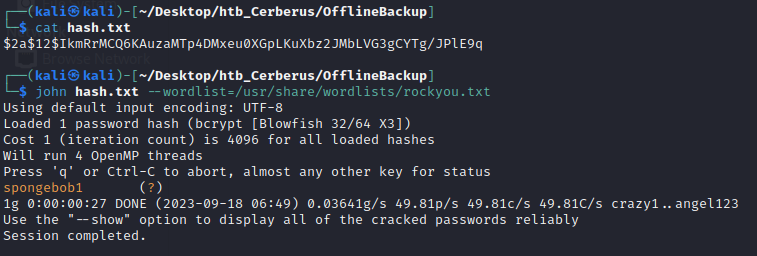 ┌──(kali㉿kali)-[~/Desktop/htb_Cerberus/OfflineBackup]
└─$ cat hash.txt
$2a$12$IkmRrMCQ6KAuzaMTp4DMxeu0XGpLKuXbz2JMbLVG3gCYTg/JPlE9q
┌──(kali㉿kali)-[~/Desktop/htb_Cerberus/OfflineBackup]
└─$ john hash.txt --wordlist=/usr/share/wordlists/rockyou.txt
Using default input encoding: UTF-8
Loaded 1 password hash (bcrypt [Blowfish 32/64 X3])
Cost 1 (iteration count) is 4096 for all loaded hashes
Will run 4 OpenMP threads
Press 'q' or Ctrl-C to abort, almost any other key for status
spongebob1 (?)
1g 0:00:00:27 DONE (2023-09-18 06:49) 0.03641g/s 49.81p/s 49.81c/s 49.81C/s crazy1..angel123
Use the "--show" option to display all of the cracked passwords reliably
Session completed.